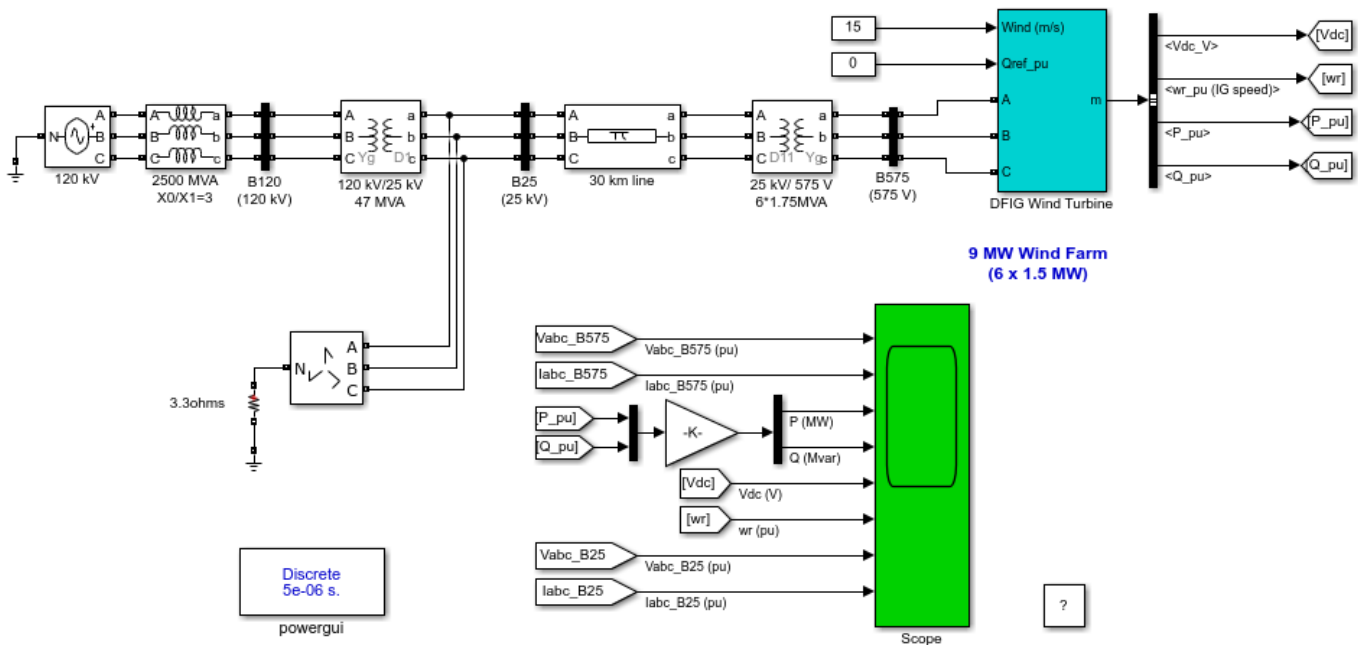 15
Wind (m/s)
[Vdc]
<Vdc_V>
0
Qref_pu
[wr]
<wr_pu (IG speed)>
A
m
[P_pu]
<P_pu>
B
[Q_pu]
<Q_pu>
C
DFIG Wind Turbine
N
A
B
C
120 kV
A a
B b
C c
2500 MVA
X0/X1=3
B120
(120 kV)
A a
B b
C c
Yg D1
120 kV/25 kV
47 MVA
B25
(25 kV)
A a
B b
C c
30 km line
A a
B b
C c
D11 Yg
25 kV/ 575 V
6*1.75MVA
B575
(575 V)
9 MW Wind Farm
(6 x 1.5 MW)
N
A
B
C
3.3ohms
Vabc_B575
Vabc_B575 (pu)
Iabc_B575
Iabc_B575 (pu)
[P_pu]
[Q_pu]
-K-
P (MW)
Q (Mvar)
[Vdc]
Vdc (V)
[wr]
wr (pu)
Vabc_B25
Vabc_B25 (pu)
Iabc_B25
Iabc_B25 (pu)
Scope
Discrete
5e-06 s.
powergui
?